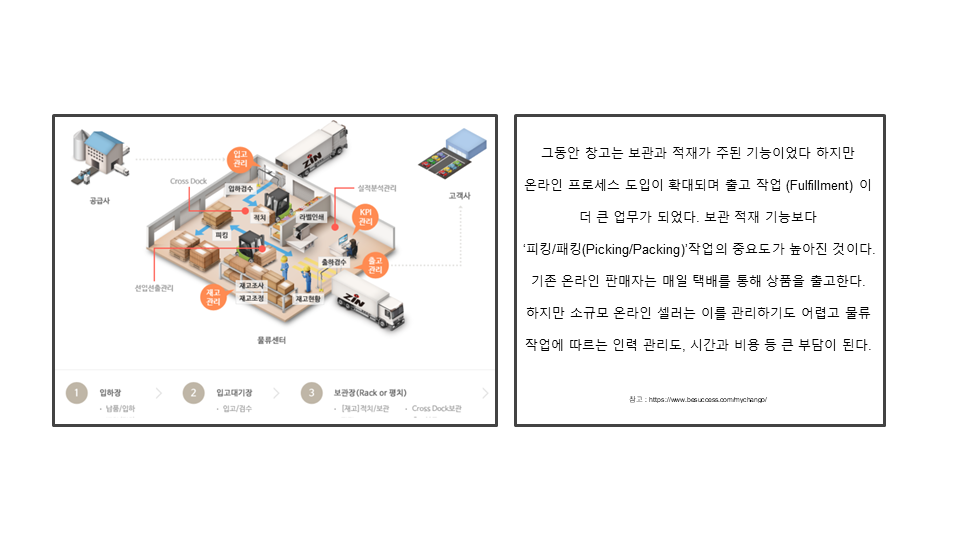 입고
관리
ZIN
Cross Dock
입하검수
실적분석관리
고객사
공급사
적치
라벨인쇄
KPI
관리
피킹
출하검수
출고
관리
선입선출관리
재고
관리
재고조사
재고조정
재고현황
ZIN
물류센터
1 입하장
• 납품/입하
2 입고대기장
• 입고/검수
3 보관장(Rack or 평치)
• [재고]적치/보관 • Cross Dock보관
그동안 창고는 보관과 적재가 주된 기능이었다 하지만
온라인 프로세스 도입이 확대되며 출고 작업 (Fulfillment) 이
더 큰 업무가 되었다. 보관 적재 기능보다
‘피킹/패킹(Picking/Packing)’작업의 중요도가 높아진 것이다.
기존 온라인 판매자는 매일 택배를 통해 상품을 출고한다.
하지만 소규모 온라인 셀러는 이를 관리하기도 어렵고 물류
작업에 따르는 인력 관리도, 시간과 비용 등 큰 부담이 된다.
참고 : https://www.besuccess.com/mychango/